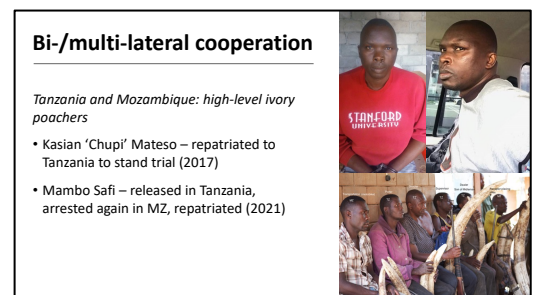 Bi-/multi-lateral cooperation
Tanzania and Mozambique: high-level ivory
poachers
• Kasian ‘Chupi’ Mateso – repatriated to
Tanzania to stand trial (2017)
• Mambo Safi – released in Tanzania,
arrested again in MZ, repatriated (2021)
STANFORD
UNIVERSITY